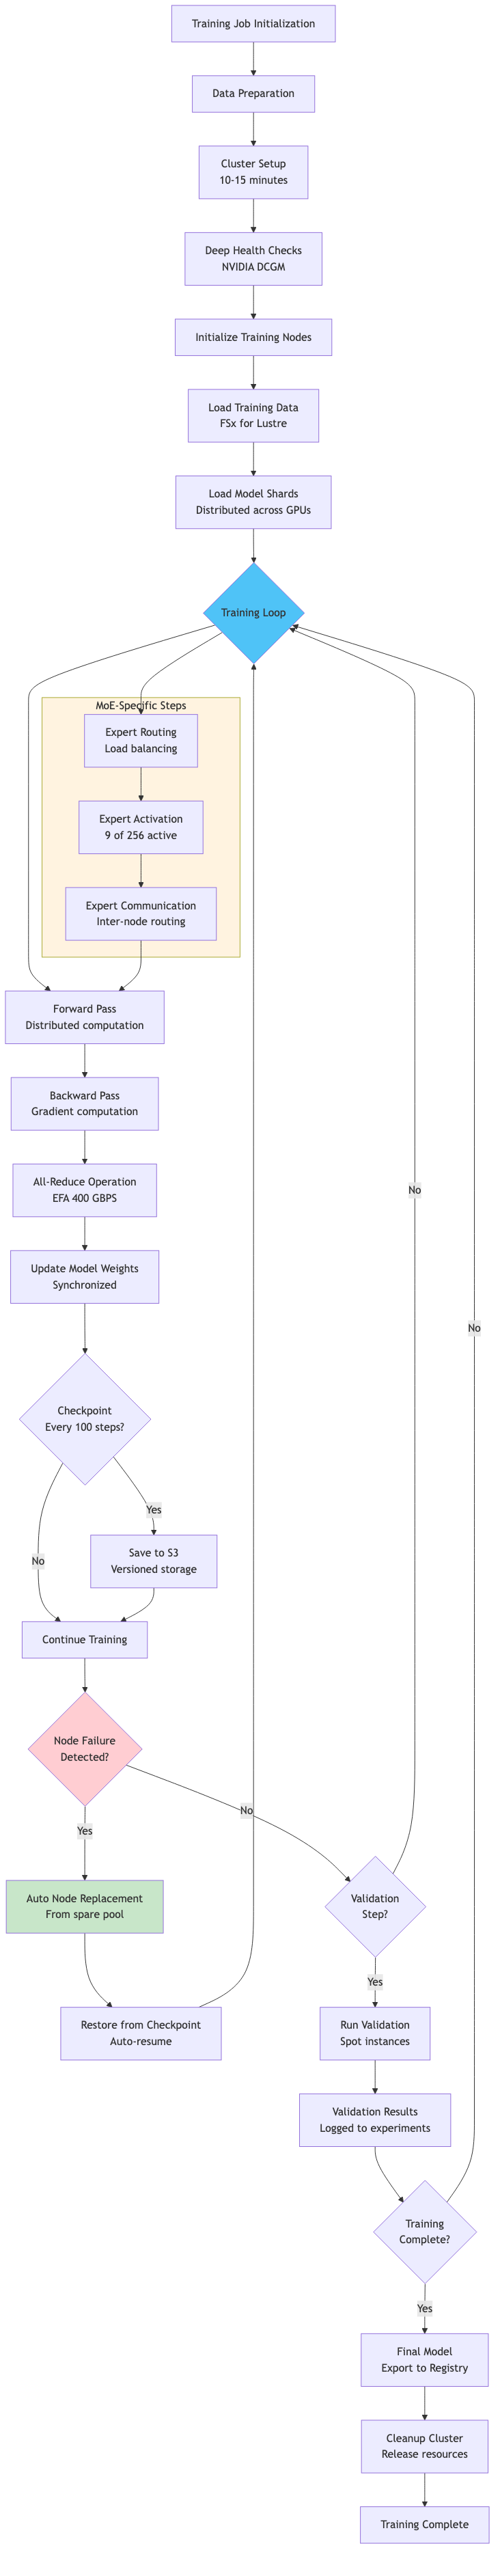 Training Job Initialization
Data Preparation
Cluster Setup
10-15 minutes
Deep Health Checks
NVIDIA DCGM
Initialize Training Nodes
Load Training Data
FSx for Lustre
Load Model Shards
Distributed across GPUs
Training Loop
MoE-Specific Steps
Expert Routing
Load balancing
Expert Activation
9 of 256 active
Expert Communication
Inter-node routing
Forward Pass
Distributed computation
Backward Pass
Gradient computation
All-Reduce Operation
EFA 400 GBPS
No
Update Model Weights
Synchronized
No
Checkpoint
Every 100 steps?
Yes
No
Save to S3
Versioned storage
Continue Training
Node Failure
Detected?
No
Yes
Auto Node Replacement
From spare pool
Validation
Step?
Yes
Restore from Checkpoint
Auto-resume
Run Validation
Spot instances
Validation Results
Logged to experiments
Training
Complete?
Yes
Final Model
Export to Registry
Cleanup Cluster
Release resources
Training Complete